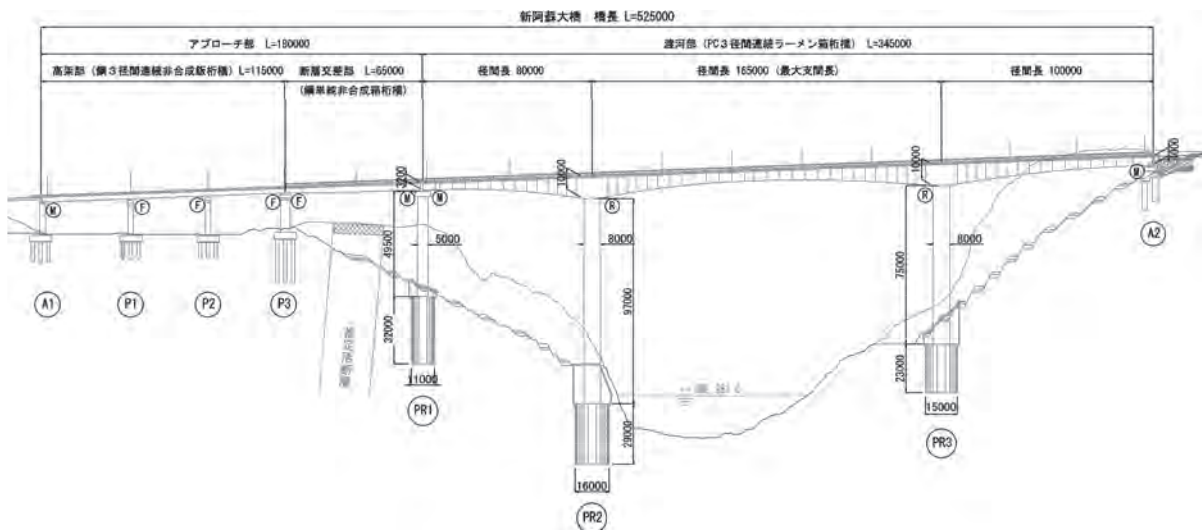 新阿蘇大橋 橋長 L=525000
アプローチ部 L=180000
渡河部 (PC3径間連続ラーメン箱桁橋) L=345000
高架部 (鋼3径間連続非合成鈑桁橋) L=115000
断層交差部 L=65000
(鋼単純非合成箱桁橋)
径間長 80000
径間長 165000 (最大支間長)
径間長 100000
3200
10000
10000
M
F
F
F
F
M
M
R
R
M
49500
5000
8000
97000
75000
8000
A1
P1
P2
P3
A2
32000
11000
PR1
29000
16000
PR2
23000
15000
PR3